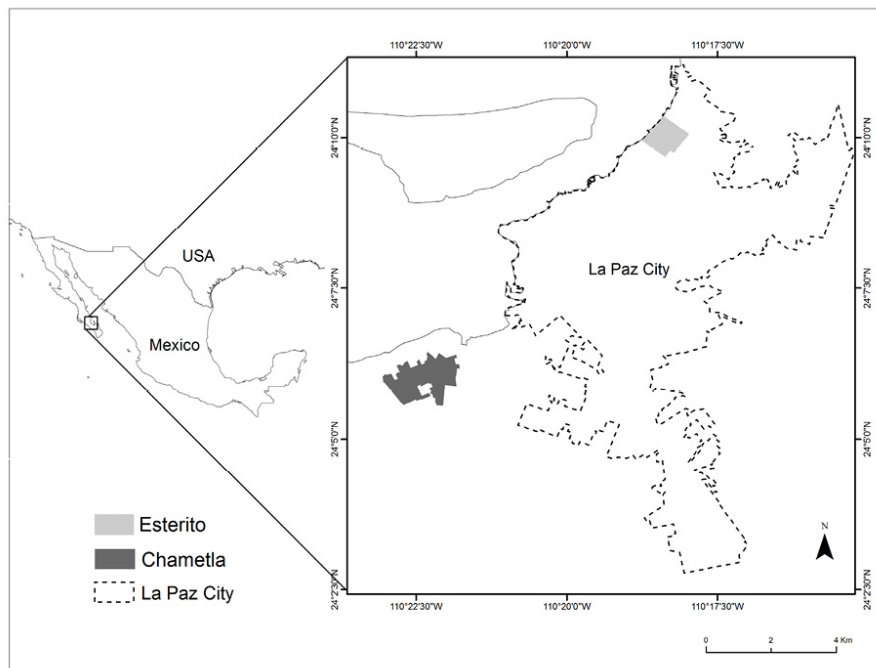 110°22'30"W 110°20'0"W 110°17'30"W
24°10'0"N 24°10'0"N
USA
La Paz City
24°7'30"N 24°7'30"N
Mexico
24°5'0"N 24°5'0"N
Esterito
Chametla
La Paz City
N
24°2'30"N 24°2'30"N
110°22'30"W 110°20'0"W 110°17'30"W
0 2 4 Km